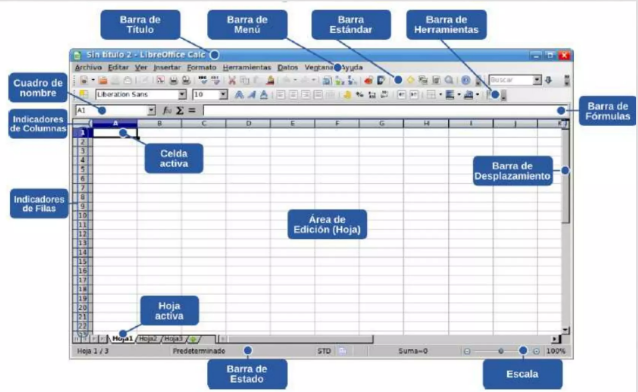 Barra de
Título
Barra de
Menú
Barra
Estándar
Barra de
Herramientas
Sin título 2 - LibreOffice Calc
Archivo Editar Ver Insertar Formato Herramientas Datos Ventana Ayuda
Buscar
Cuadro de
nombre
Liberation Sans
10
A1
Σ =
Barra de
Fórmulas
Indicadores
de Columnas
A B C D E F G H I K
1
2
3
4
5
6
7
8
9
10
11
12
13
14
15
16
17
18
19
20
21
22
Celda
activa
Barra de
Desplazamiento
Indicadores
de Filas
Área de
Edición (Hoja)
Hoja
activa
Hoja1 Hoja2 Hoja3
Hoja 1 / 3 Predeterminado STD Suma=0 100%
Barra de
Estado
Escala